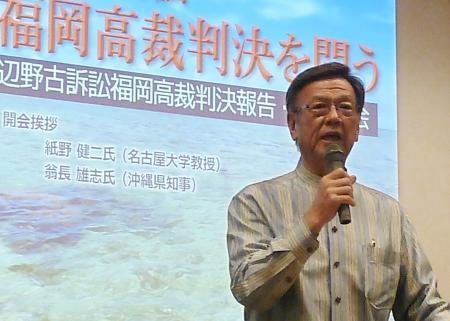 福岡高裁判決を問う
辺野古訴訟福岡高裁判決報告
会
開会挨拶
紙野 健二氏（名古屋大学教授）
翁長 雄志氏（沖縄県知事）